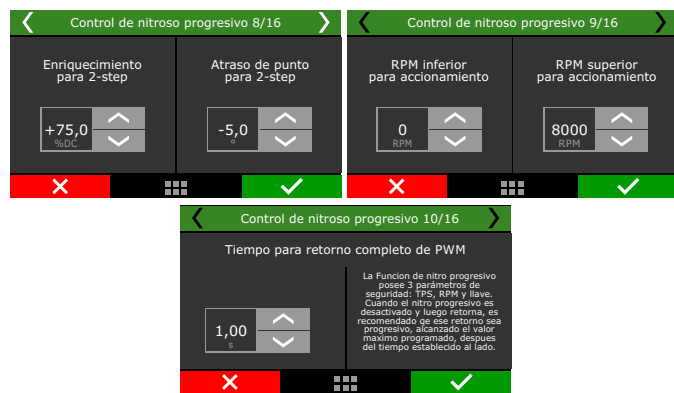 Control de nitroso progresivo 8/16
Enriquecimiento
para 2-step
Atraso de punto
para 2-step
+75,0
%DC
-5,0
°
Control de nitroso progresivo 9/16
RPM inferior
para accionamiento
RPM superior
para accionamiento
0
RPM
8000
RPM
Control de nitroso progresivo 10/16
Tiempo para retorno completo de PWM
1,00
s
La Funcion de nitro progresivo
posee 3 parámetros de
seguridad: TPS, RPM y llave.
Cuando el nitro progresivo es
desactivado y luego retorna, es
recomendado qe ese retorno sea
progresivo, alcanzado el valor
maximo programado, despues
del tiempo establecido al lado.